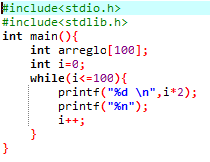 #include<stdio.h>
#include<stdlib.h>
int main(){
int arreglo[100];
int i=0;
while(i<=100){
printf("%d \n",i*2);
printf("%n");
i++;
}
}